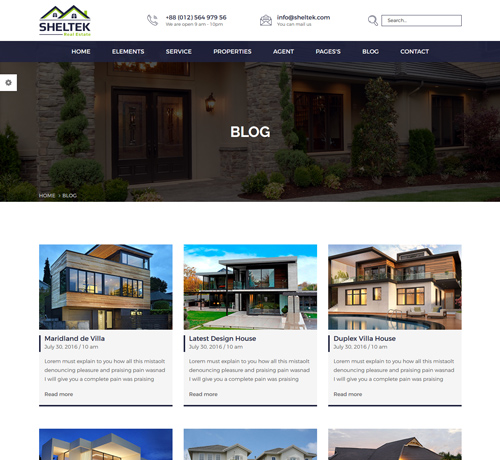 SHELTEK
Real Estate
+88 (012) 564 979 56
We are open 9 am - 10pm
info@sheltek.com
You can mail us
Search..
HOME ELEMENTS SERVICE PROPERTIES AGENT PAGES'S BLOG CONTACT
BLOG
HOME > BLOG
Maridland de Villa
July 30, 2016 / 10 am
Lorem must explain to you how all this mistaolt
denouncing pleasure and praising pain wasnad
I will give you a complete pain was praising
Read more
Latest Design House
July 30, 2016 / 10 am
Lorem must explain to you how all this mistaolt
denouncing pleasure and praising pain wasnad
I will give you a complete pain was praising
Read more
Duplex Villa House
July 30, 2016 / 10 am
Lorem must explain to you how all this mistaolt
denouncing pleasure and praising pain wasnad
I will give you a complete pain was praising
Read more